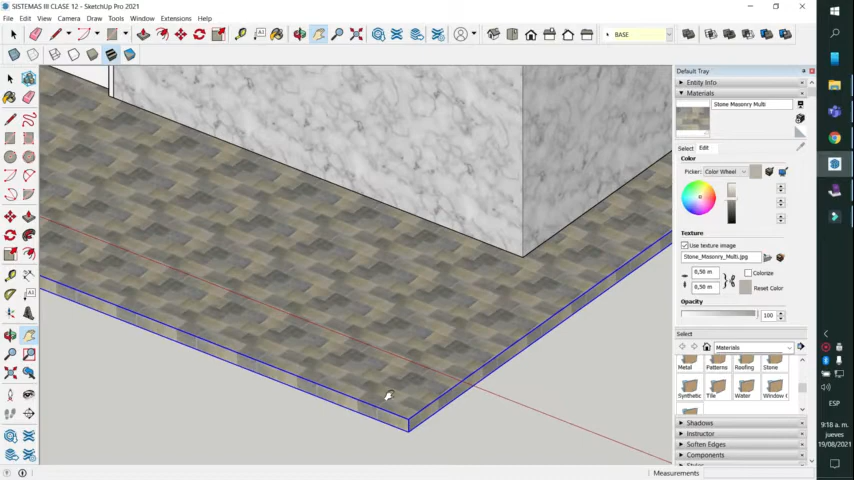 SISTEMAS III CLASE 12 - SketchUp Pro 2021
File Edit View Camera Draw Tools Window Extensions Help
BASE
Default Tray
Entity Info
Materials
Stone Masonry Multi
Select Edit
Color
Picker: Color Wheel
Texture
Use texture image
Stone_Masonry_Multi.jpg
0,50 m
Colorize
0,50 m
Reset Color
Opacity
100
Select
Materials
Metal Patterns Roofing Stone
Synthetic Tile Water Window t
Shadows
Instructor
Soften Edges
Components
Styles
Measurements
ESP
9:18 a. m.
jueves
19/08/2021